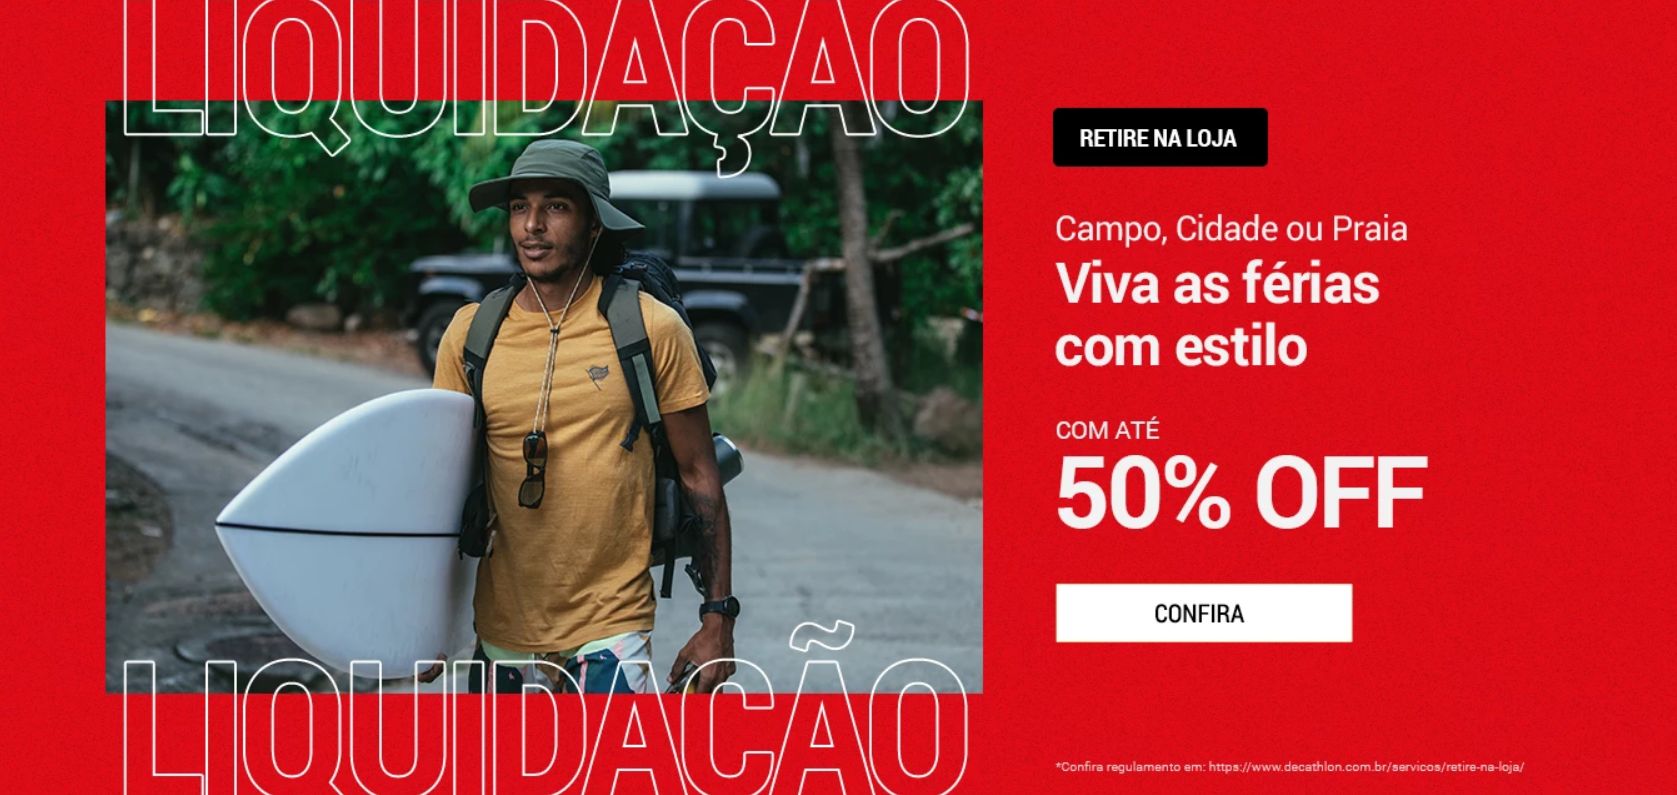 LIQUIDAÇÃO
RETIRE NA LOJA
Campo, Cidade ou Praia
Viva as férias
com estilo
COM ATÉ
50% OFF
CONFIRA
LIQUIDAÇÃO
*Confira regulamento em: https://www.decathlon.com.br/servicos/retire-na-loja/